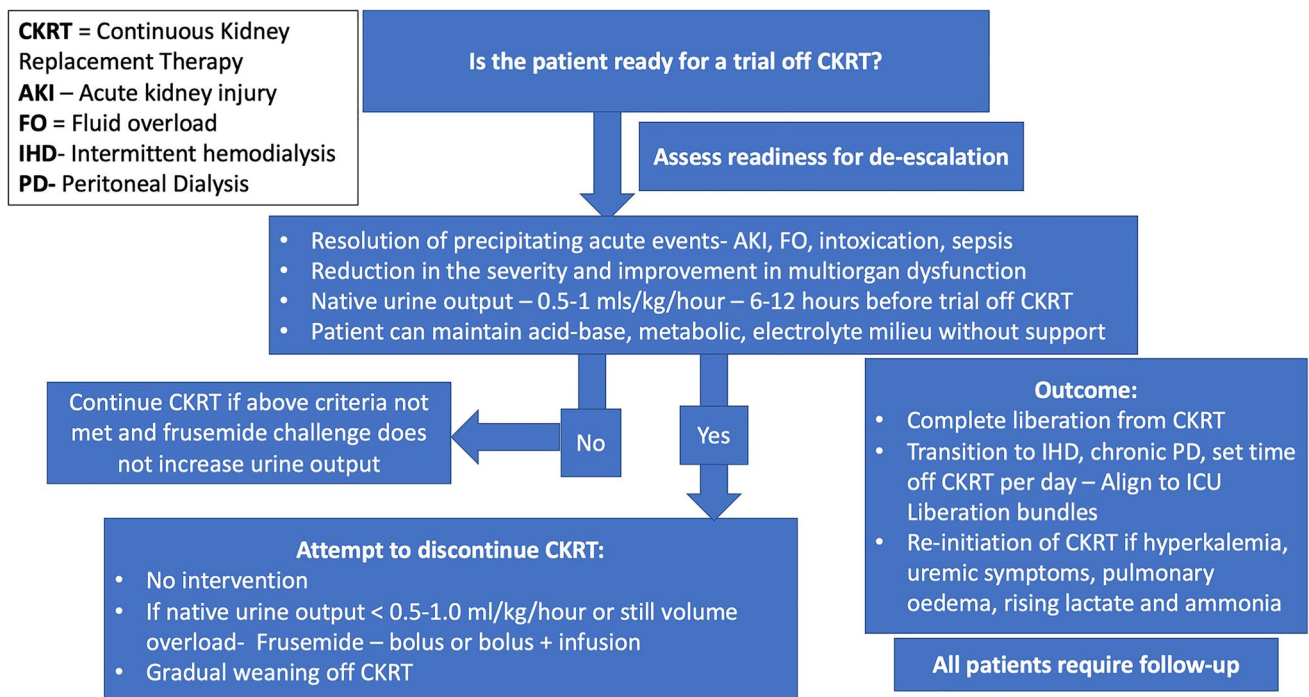 CKRT = Continuous Kidney
Replacement Therapy
AKI – Acute kidney injury
FO = Fluid overload
IHD- Intermittent hemodialysis
PD- Peritoneal Dialysis
Is the patient ready for a trial off CKRT?
Assess readiness for de-escalation
• Resolution of precipitating acute events- AKI, FO, intoxication, sepsis
• Reduction in the severity and improvement in multiorgan dysfunction
• Native urine output – 0.5-1 mls/kg/hour – 6-12 hours before trial off CKRT
• Patient can maintain acid-base, metabolic, electrolyte milieu without support
Continue CKRT if above criteria not
met and frusemide challenge does
not increase urine output
No
Yes
Attempt to discontinue CKRT:
• No intervention
• If native urine output < 0.5-1.0 ml/kg/hour or still volume
overload- Frusemide – bolus or bolus + infusion
• Gradual weaning off CKRT
Outcome:
• Complete liberation from CKRT
• Transition to IHD, chronic PD, set time
off CKRT per day – Align to ICU
Liberation bundles
• Re-initiation of CKRT if hyperkalemia,
uremic symptoms, pulmonary
oedema, rising lactate and ammonia
All patients require follow-up